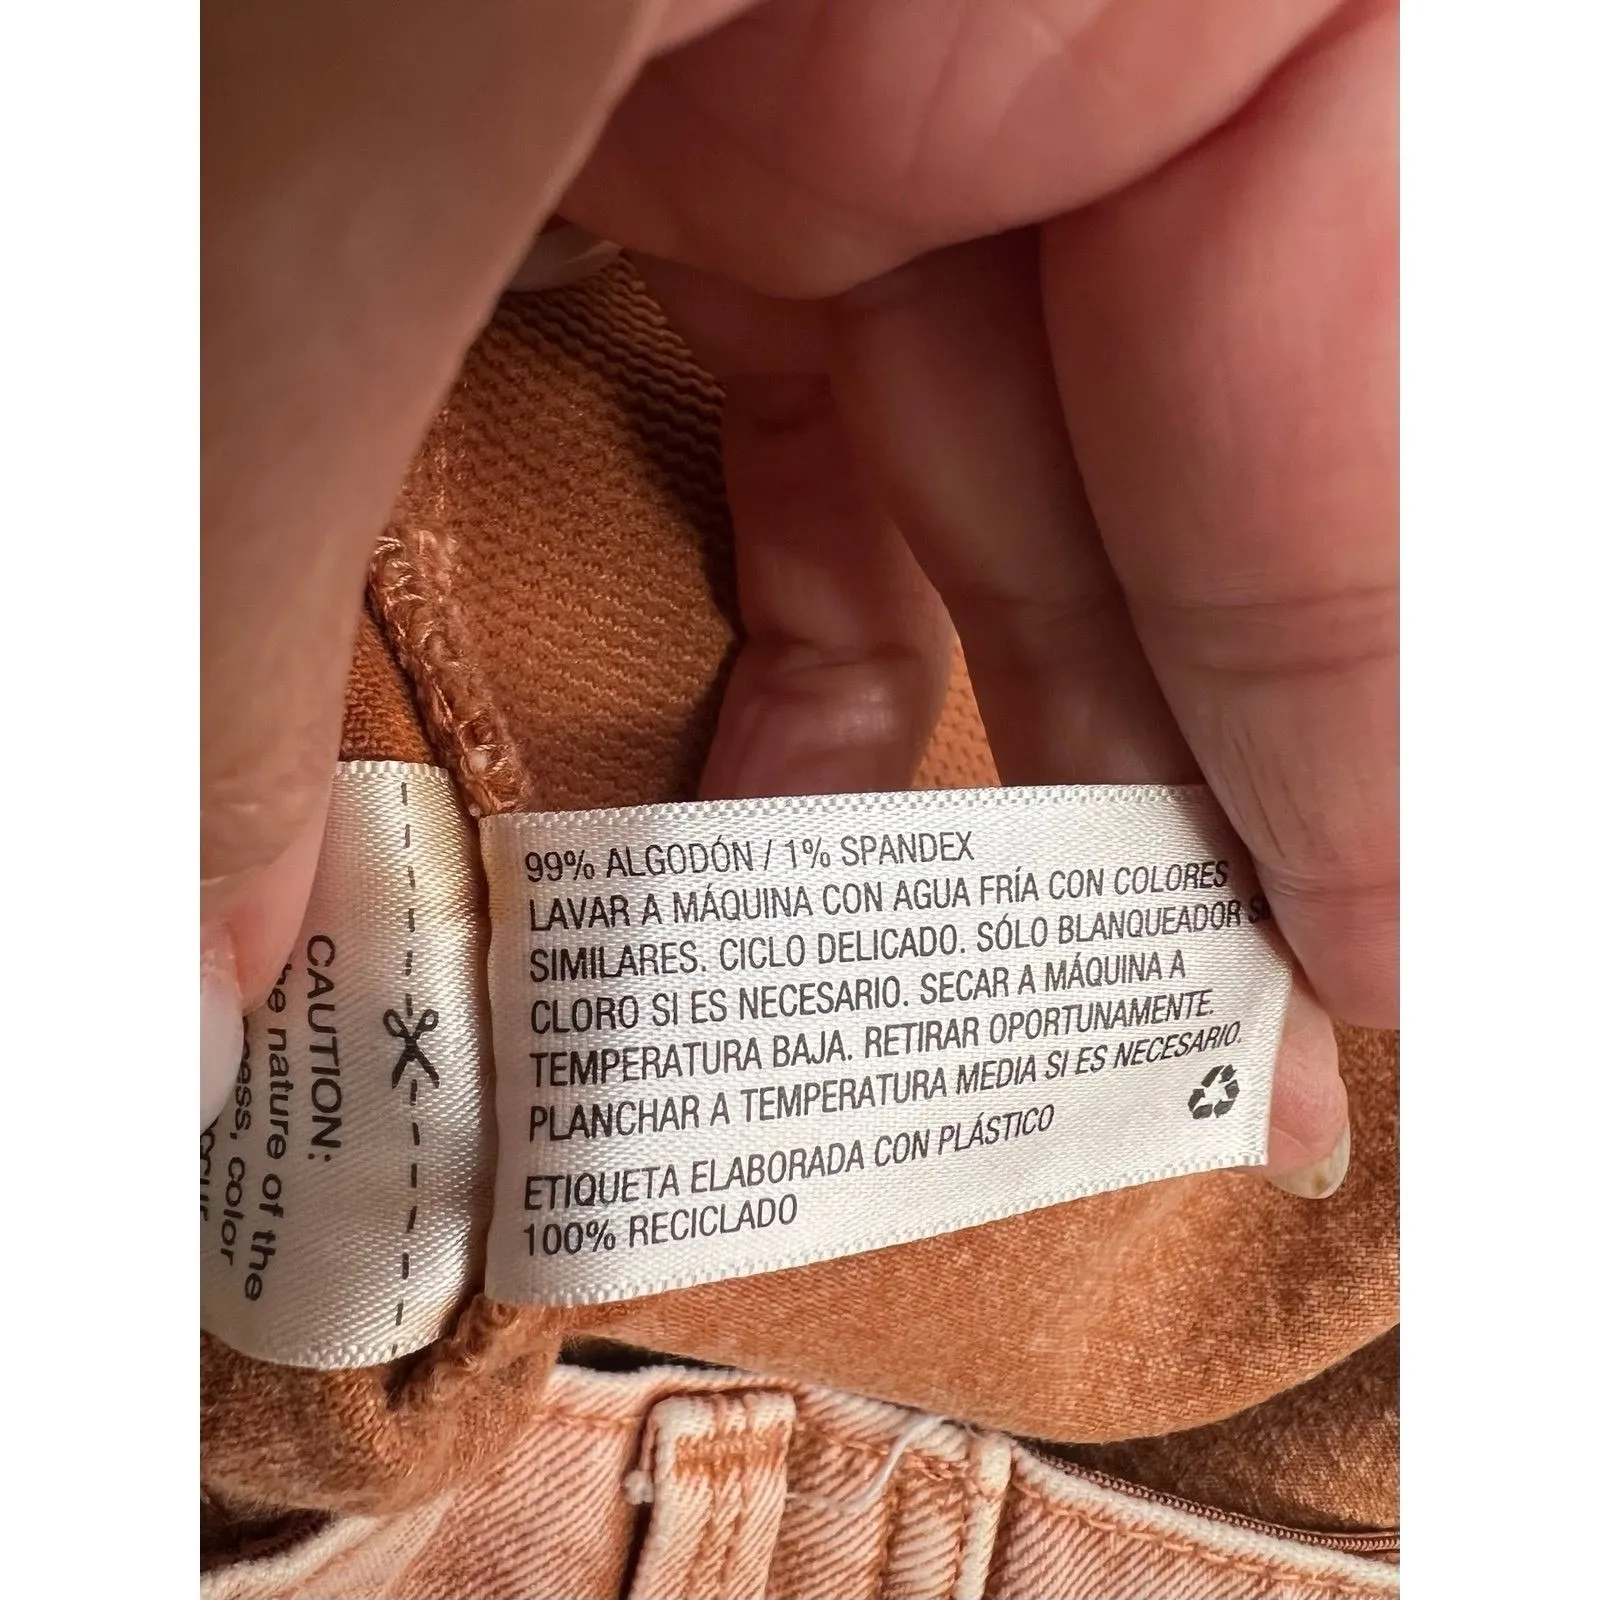 99% ALGODÓN / 1% SPANDEX
LAVAR A MÁQUINA CON AGUA FRÍA CON COLORES
SIMILARES. CICLO DELICADO. SÓLO BLANQUEADOR
CLORO SI ES NECESARIO. SECAR A MÁQUINA A
TEMPERATURA BAJA. RETIRAR OPORTUNAMENTE.
PLANCHAR A TEMPERATURA MEDIA SI ES NECESARIO.
ETIQUETA ELABORADA CON PLÁSTICO
100% RECICLADO
CAUTION:
nature of the
color